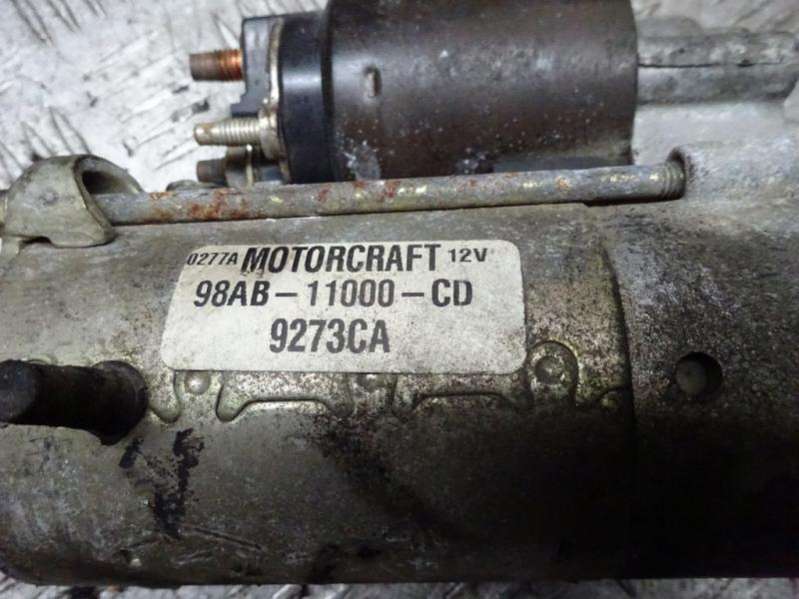 0277A MOTORCRAFT 12V
98AB-11000-CD
9273CA